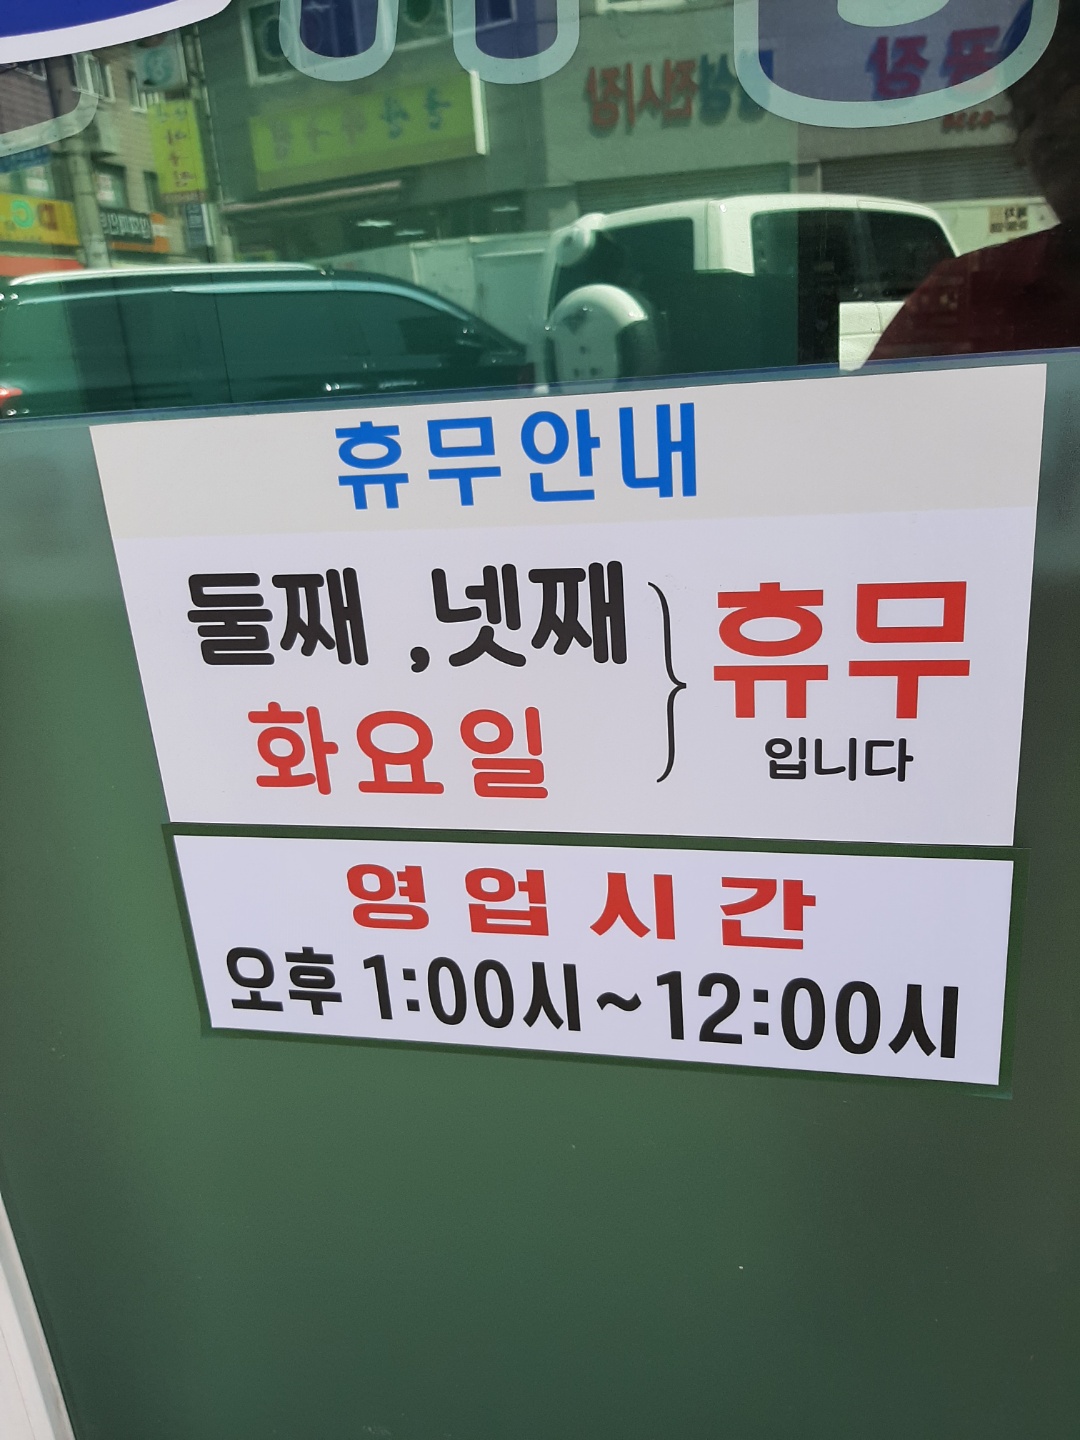 휴무안내
둘째 ,넷째
화요일
휴무
입니다
영업시간
오후 1:00시~12:00시